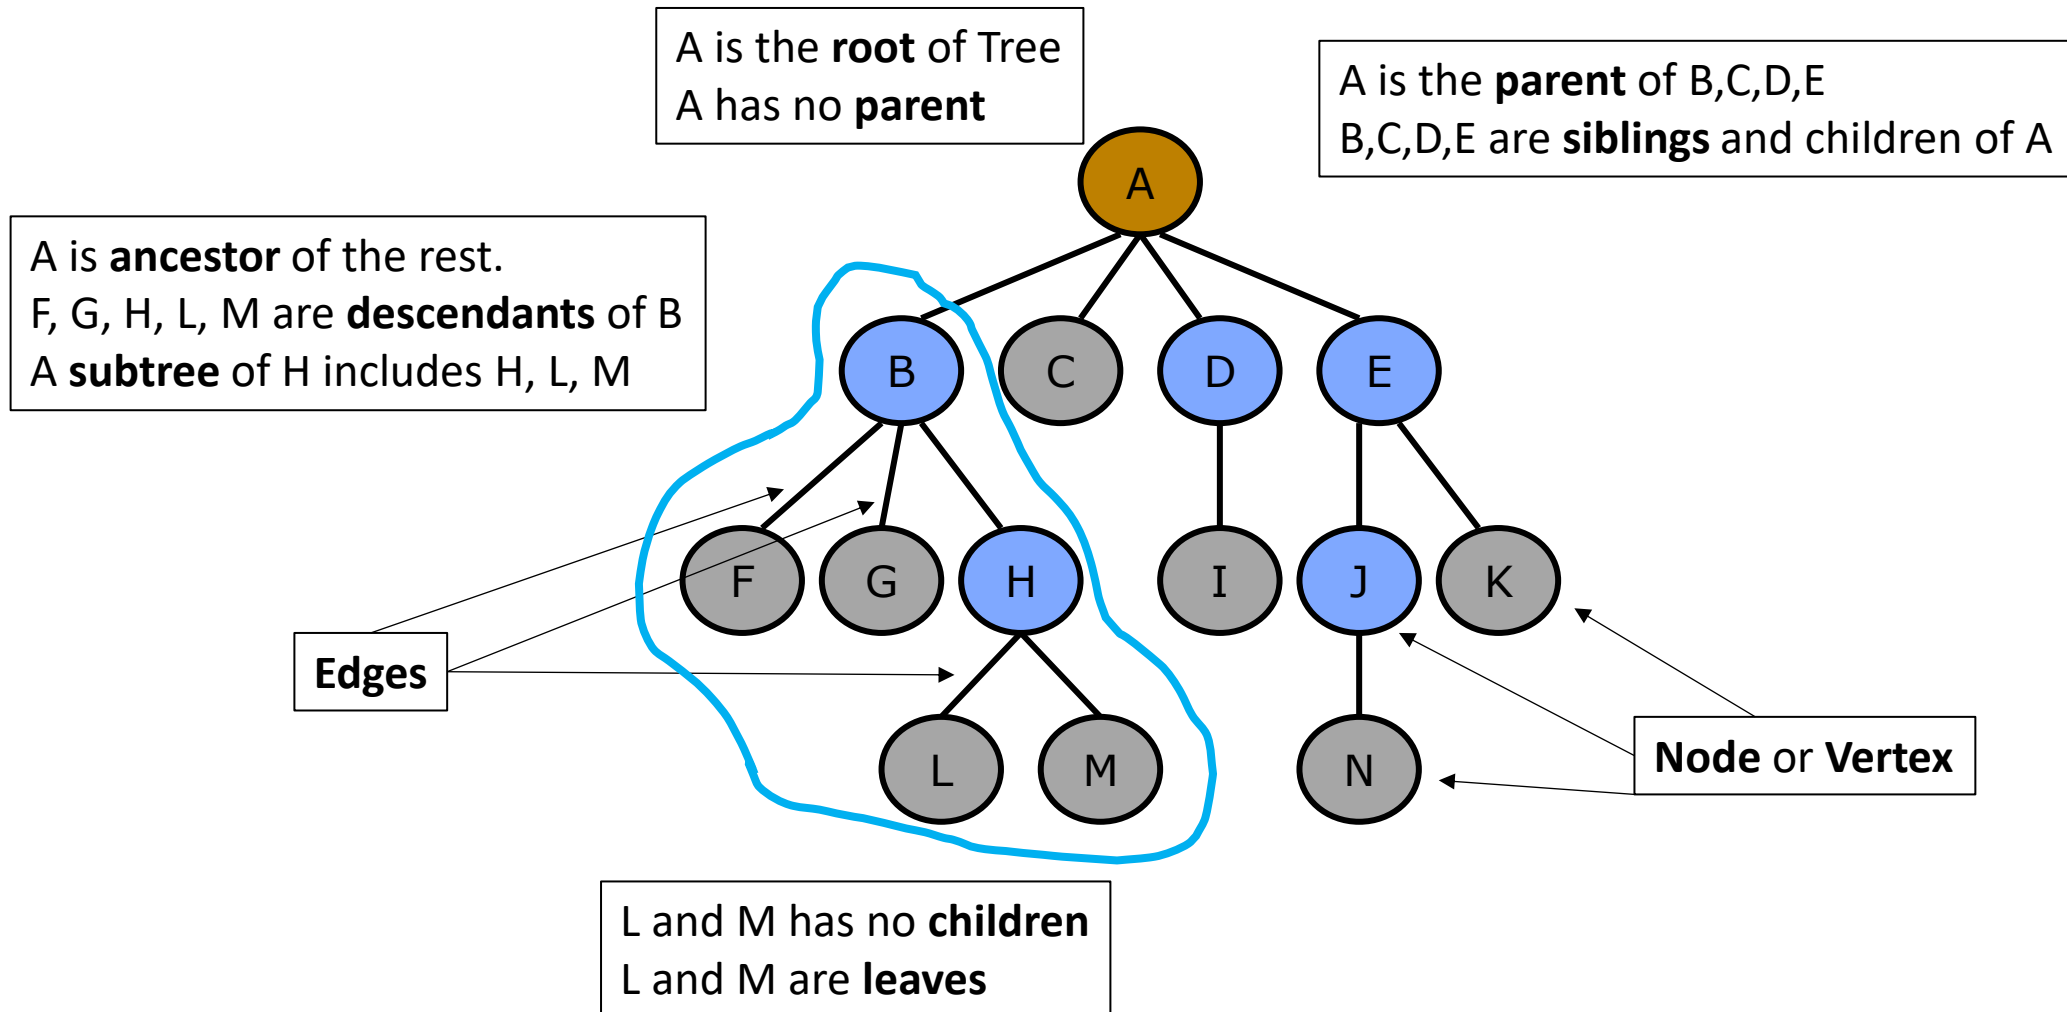 A is the root of Tree
A has no parent
A is the parent of B,C,D,E
B,C,D,E are siblings and children of A
A
A is ancestor of the rest.
F, G, H, L, M are descendants of B
A subtree of H includes H, L, M
B C D E
F G H I J K
Edges
L M N
Node or Vertex
L and M has no children
L and M are leaves